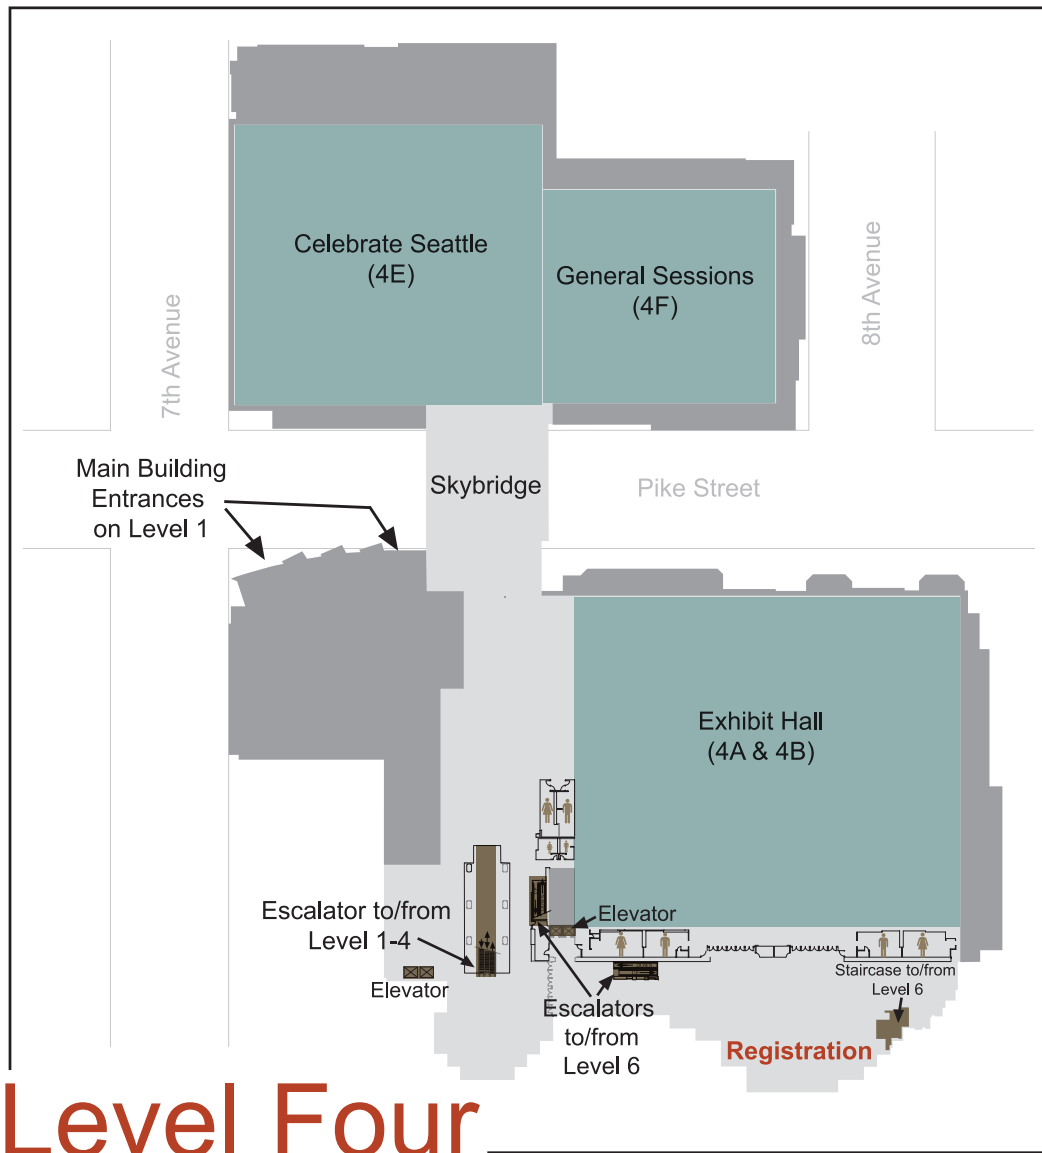 Celebrate Seattle
(4E)
General Sessions
(4F)
7th Avenue
8th Avenue
Main Building
Entrances
on Level 1
Skybridge
Pike Street
Exhibit Hall
(4A & 4B)
Escalator to/from
Level 1-4
Elevator
Elevator
Escalators
to/from
Level 6
Staircase to/from
Level 6
Registration
Level Four